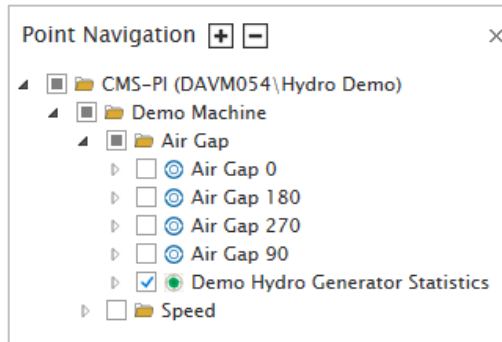 Point Navigation
CMS-PI (DAVM054\Hydro Demo)
Demo Machine
Air Gap
Air Gap 0
Air Gap 180
Air Gap 270
Air Gap 90
Demo Hydro Generator Statistics
Speed